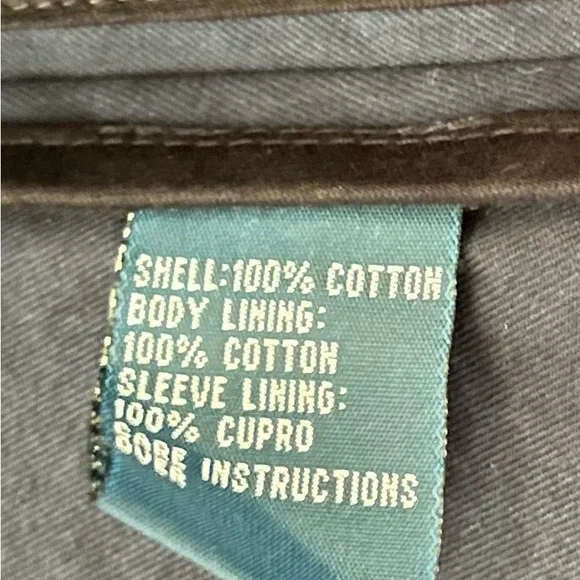 SHELL:100% COTTON
BODY LINING:
100% COTTON
SLEEVE LINING:
100% CUPRO
INSTRUCTIONS